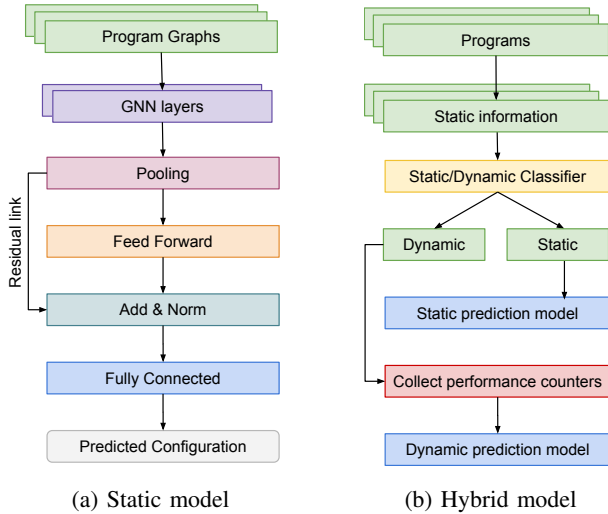 Program Graphs
GNN layers
Pooling
Residual link
Feed Forward
Add & Norm
Fully Connected
Predicted Configuration
(a) Static model
Programs
Static information
Static/Dynamic Classifier
Dynamic
Static
Static prediction model
Collect performance counters
Dynamic prediction model
(b) Hybrid model